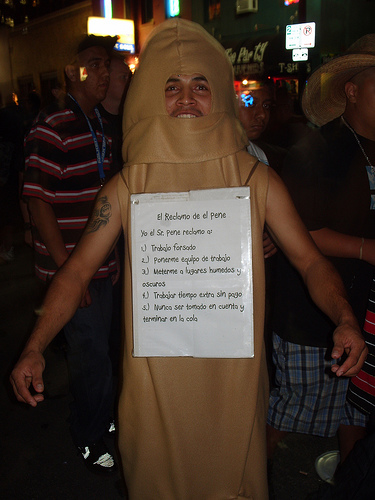 El Reclamo de el pene
Yo el Sr. pene reclamo a:
1.) Trabajo forsado
2.) Ponerme equipo de trabajo
3.) Meterme a lugares humedos y
oscuros
4.) Trabajar tiempo extra sin pago
5.) Nunca ser tomado en cuenta y
terminar en la cola